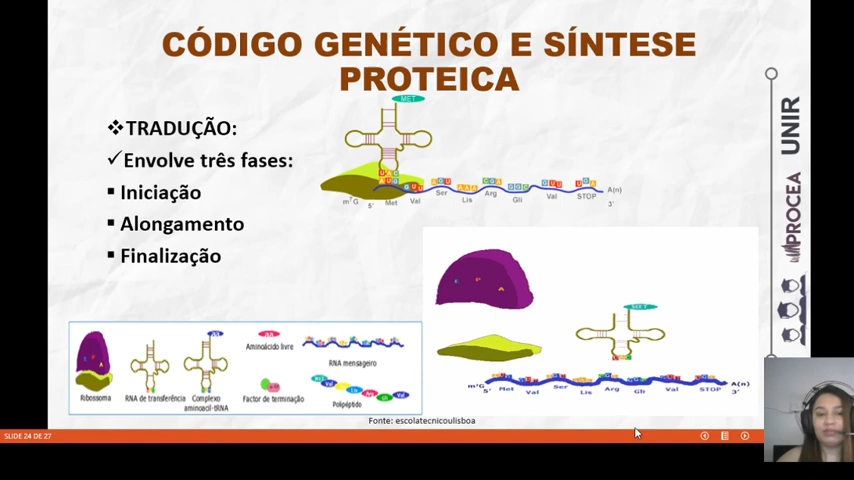 CÓDIGO GENÉTICO E SÍNTESE
PROTEICA
TRADUÇÃO:
Envolve três fases:
Iniciação
Alongamento
Finalização
MET
m7G 5' Met Val Ser Lis Arg Gli Val STOP A(n) 3'
m7G 5' Met Val Ser Lis Arg Gli Val STOP A(n) 3'
Ribossoma
RNA de transferência
Complexo
aminoacil-tRNA
Aminoácido livre
Factor de terminação
RNA mensageiro
Polipéptido
Fonte: escolatecnicoulisboa
PROCEA UNIR
SLIDE 24 DE 27